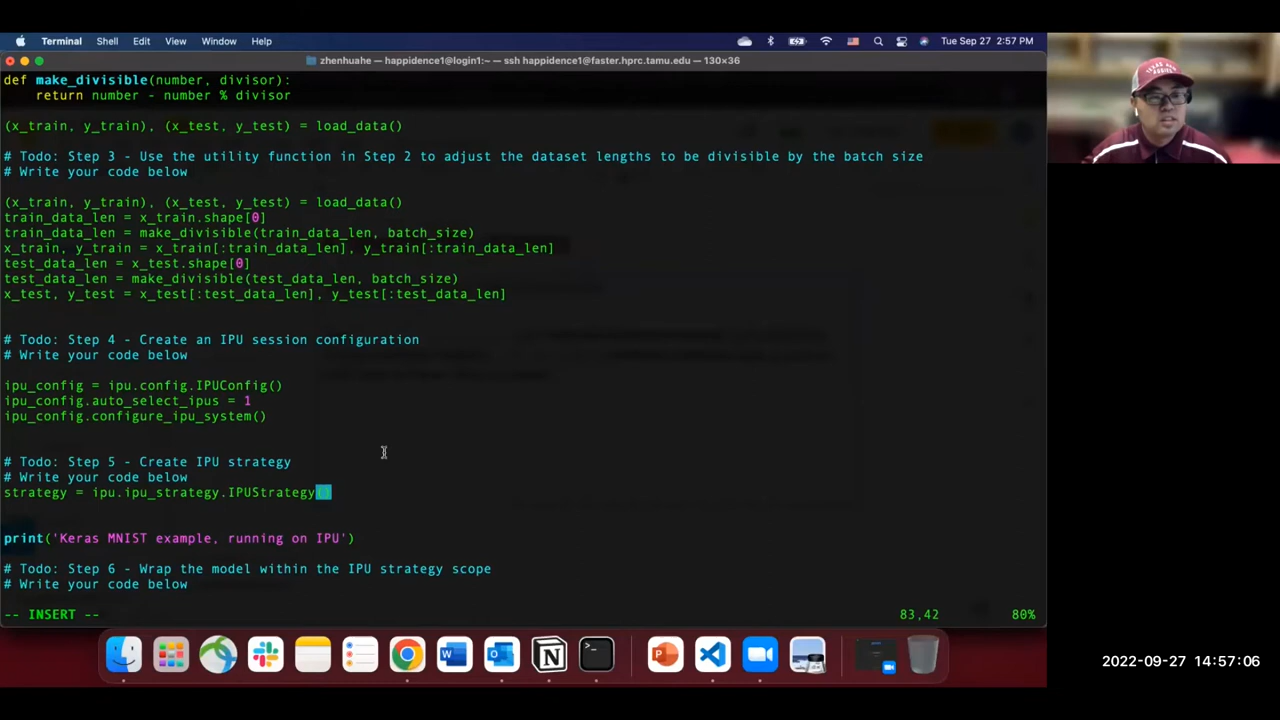 Terminal Shell Edit View Window Help
Tue Sep 27 2:57 PM
zhenhuahe — happidence1@login1:~ — ssh happidence1@faster.hprc.tamu.edu — 130×36
def make_divisible(number, divisor):
    return number - number % divisor
(x_train, y_train), (x_test, y_test) = load_data()
# Todo: Step 3 - Use the utility function in Step 2 to adjust the dataset lengths to be divisible by the batch size
# Write your code below
(x_train, y_train), (x_test, y_test) = load_data()
train_data_len = x_train.shape[0]
train_data_len = make_divisible(train_data_len, batch_size)
x_train, y_train = x_train[:train_data_len], y_train[:train_data_len]
test_data_len = x_test.shape[0]
test_data_len = make_divisible(test_data_len, batch_size)
x_test, y_test = x_test[:test_data_len], y_test[:test_data_len]
# Todo: Step 4 - Create an IPU session configuration
# Write your code below
ipu_config = ipu.config.IPUConfig()
ipu_config.auto_select_ipus = 1
ipu_config.configure_ipu_system()
# Todo: Step 5 - Create IPU strategy
# Write your code below
strategy = ipu.ipu_strategy.IPUStrategy()
print('Keras MNIST example, running on IPU')
# Todo: Step 6 - Wrap the model within the IPU strategy scope
# Write your code below
-- INSERT --
83,42
80%
2022-09-27 14:57:06